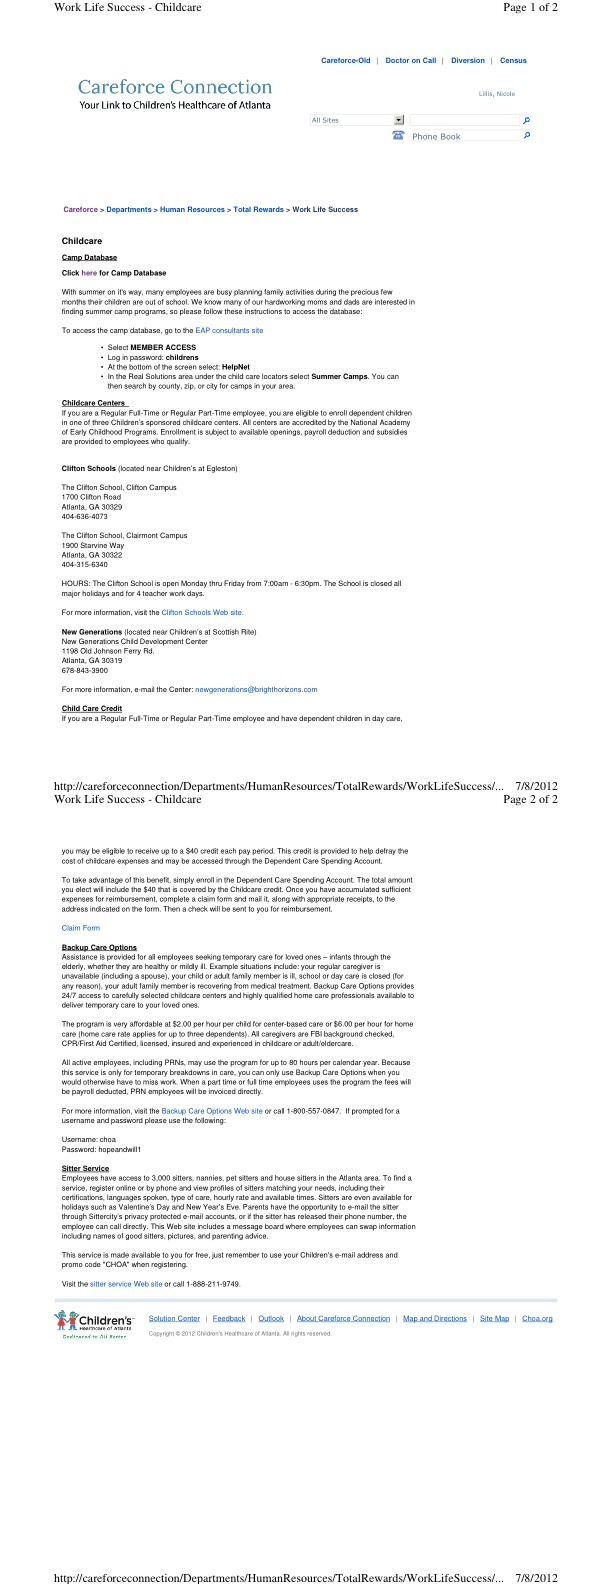 Work Life Success - Childcare Page 1 of 2
Careforce-Old | Doctor on Call | Diversion | Census
Careforce Connection
Your Link to Children's Healthcare of Atlanta
Lillis, Nicole
All Sites
Phone Book
Careforce > Departments > Human Resources > Total Rewards > Work Life Success
Childcare
Camp Database
Click here for Camp Database
With summer on it's way, many employees are busy planning family activities during the precious few
months their children are out of school. We know many of our hardworking moms and dads are interested in
finding summer camp programs, so please follow these instructions to access the database:
To access the camp database, go to the EAP consultants site
• Select MEMBER ACCESS
• Log in password: childrens
• At the bottom of the screen select: HelpNet
• In the Real Solutions area under the child care locators select Summer Camps. You can
then search by county, zip, or city for camps in your area.
Childcare Centers
If you are a Regular Full-Time or Regular Part-Time employee, you are eligible to enroll dependent children
in one of three Children's sponsored childcare centers. All centers are accredited by the National Academy
of Early Childhood Programs. Enrollment is subject to available openings, payroll deduction and subsidies
are provided to employees who qualify.
Clifton Schools (located near Children's at Egleston)
The Clifton School, Clifton Campus
1700 Clifton Road
Atlanta, GA 30329
404-636-4073
The Clifton School, Clairmont Campus
1900 Starvine Way
Atlanta, GA 30322
404-315-6340
HOURS: The Clifton School is open Monday thru Friday from 7:00am - 6:30pm. The School is closed all
major holidays and for 4 teacher work days.
For more information, visit the Clifton Schools Web site.
New Generations (located near Children's at Scottish Rite)
New Generations Child Development Center
1198 Old Johnson Ferry Rd.
Atlanta, GA 30319
678-843-3900
For more information, e-mail the Center: newgenerations@brighthorizons.com
Child Care Credit
If you are a Regular Full-Time or Regular Part-Time employee and have dependent children in day care,
http://careforceconnection/Departments/HumanResources/TotalRewards/WorkLifeSuccess/... 7/8/2012
Work Life Success - Childcare Page 2 of 2
you may be eligible to receive up to a $40 credit each pay period. This credit is provided to help defray the
cost of childcare expenses and may be accessed through the Dependent Care Spending Account.
To take advantage of this benefit, simply enroll in the Dependent Care Spending Account. The total amount
you elect will include the $40 that is covered by the Childcare credit. Once you have accumulated sufficient
expenses for reimbursement, complete a claim form and mail it, along with appropriate receipts, to the
address indicated on the form. Then a check will be sent to you for reimbursement.
Claim Form
Backup Care Options
Assistance is provided for all employees seeking temporary care for loved ones – infants through the
elderly, whether they are healthy or mildly ill. Example situations include: your regular caregiver is
unavailable (including a spouse), your child or adult family member is ill, school or day care is closed (for
any reason), your adult family member is recovering from medical treatment. Backup Care Options provides
24/7 access to carefully selected childcare centers and highly qualified home care professionals available to
deliver temporary care to your loved ones.
The program is very affordable at $2.00 per hour per child for center-based care or $6.00 per hour for home
care (home care rate applies for up to three dependents). All caregivers are FBI background checked,
CPR/First Aid Certified, licensed, insured and experienced in childcare or adult/eldercare.
All active employees, including PRNs, may use the program for up to 80 hours per calendar year. Because
this service is only for temporary breakdowns in care, you can only use Backup Care Options when you
would otherwise have to miss work. When a part time or full time employees uses the program the fees will
be payroll deducted, PRN employees will be invoiced directly.
For more information, visit the Backup Care Options Web site or call 1-800-557-0847. If prompted for a
username and password please use the following:
Username: choa
Password: hopeandwill1
Sitter Service
Employees have access to 3,000 sitters, nannies, pet sitters and house sitters in the Atlanta area. To find a
service, register online or by phone and view profiles of sitters matching your needs, including their
certifications, languages spoken, type of care, hourly rate and available times. Sitters are even available for
holidays such as Valentine's Day and New Year's Eve. Parents have the opportunity to e-mail the sitter
through Sittercity's privacy protected e-mail accounts, or if the sitter has released their phone number, the
employee can call directly. This Web site includes a message board where employees can swap information
including names of good sitters, pictures, and parenting advice.
This service is made available to you for free, just remember to use your Children's e-mail address and
promo code "CHOA" when registering.
Visit the sitter service Web site or call 1-888-211-9749.
Children's
Healthcare of Atlanta
Dedicated to All Better
Solution Center | Feedback | Outlook | About Careforce Connection | Map and Directions | Site Map | Choa.org
Copyright © 2012 Children's Healthcare of Atlanta. All rights reserved.
http://careforceconnection/Departments/HumanResources/TotalRewards/WorkLifeSuccess/... 7/8/2012